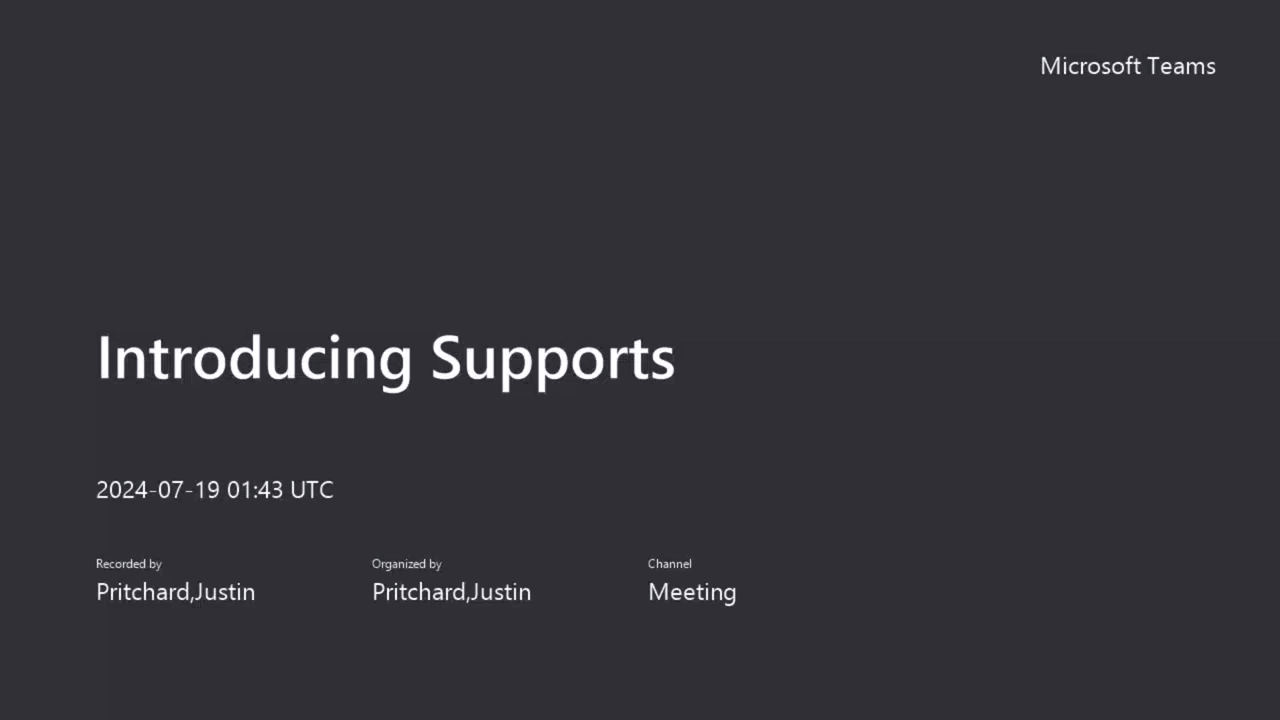 Microsoft Teams
Introducing Supports
2024-07-19 01:43 UTC
Recorded by
Pritchard,Justin
Organized by
Pritchard,Justin
Channel
Meeting